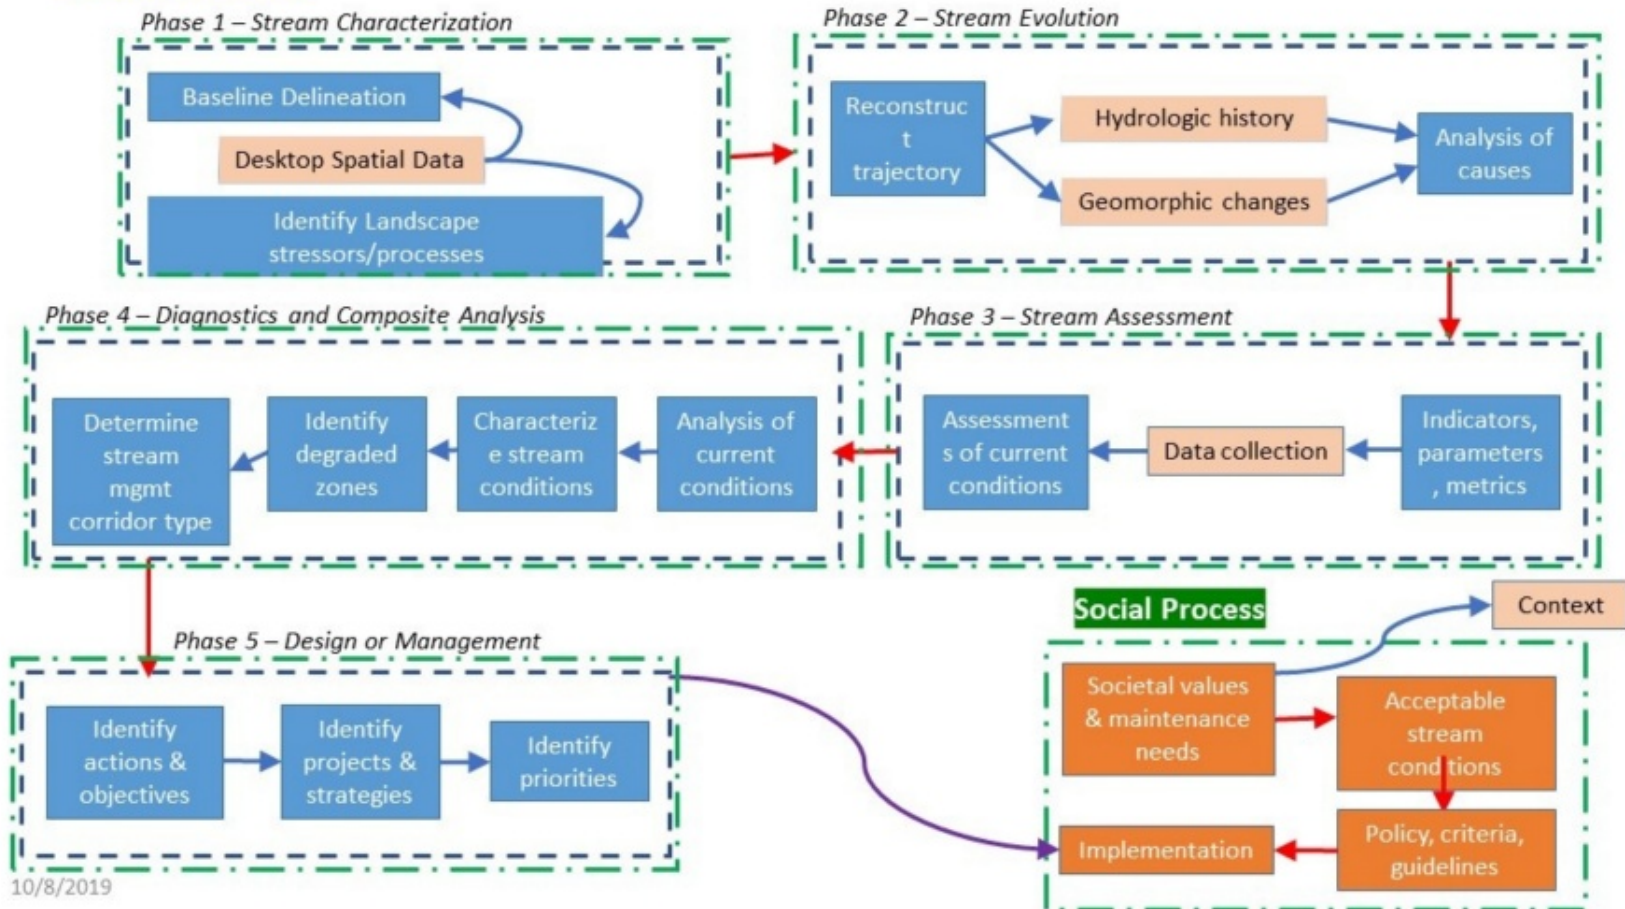 Phase 1 – Stream Characterization
Baseline Delineation
Desktop Spatial Data
Identify Landscape
stressors/processes
Phase 2 – Stream Evolution
Reconstruc
t
trajectory
Hydrologic history
Geomorphic changes
Analysis of
causes
Phase 3 – Stream Assessment
Indicators,
parameters
, metrics
Data collection
Assessment
s of current
conditions
Phase 4 – Diagnostics and Composite Analysis
Analysis of
current
conditions
Characteriz
e stream
conditions
Identify
degraded
zones
Determine
stream
mgmt
corridor type
Phase 5 – Design or Management
Identify
actions &
objectives
Identify
projects &
strategies
Identify
priorities
Social Process
Context
Societal values
& maintenance
needs
Acceptable
stream
conditions
Policy, criteria,
guidelines
Implementation
10/8/2019